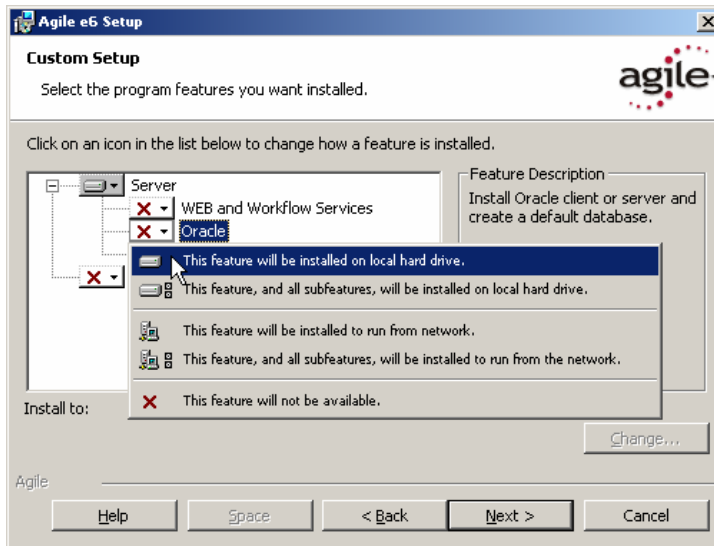 Agile e6 Setup
Custom Setup
Select the program features you want installed.
agile
Click on an icon in the list below to change how a feature is installed.
Server
WEB and Workflow Services
Oracle
Feature Description
Install Oracle client or server and
create a default database.
This feature will be installed on local hard drive.
This feature, and all subfeatures, will be installed on local hard drive.
This feature will be installed to run from network.
This feature, and all subfeatures, will be installed to run from the network.
This feature will not be available.
Install to:
Change...
Agile
Help
Space
< Back
Next >
Cancel